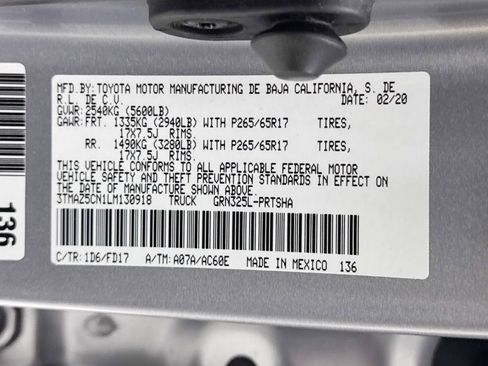 MFD.BY:TOYOTA MOTOR MANUFACTURING DE BAJA CALIFORNIA, S. DE
R.L. DE C.V. DATE: 02/20
GVWR:2540KG (5600LB)
GAWR:FRT. 1335KG (2940LB) WITH P265/65R17 TIRES,
17X7.5J RIMS.
RR. 1490KG (3280LB) WITH P265/65R17 TIRES,
17X7.5J RIMS.
THIS VEHICLE CONFORMS TO ALL APPLICABLE FEDERAL MOTOR
VEHICLE SAFETY AND THEFT PREVENTION STANDARDS IN EFFECT ON
THE DATE OF MANUFACTURE SHOWN ABOVE.
3TMAZ5CN1LM130918 TRUCK GRN325L-PRTSHA
C/TR:1D6/FD17 A/TM:A07A/AC60E MADE IN MEXICO 136
136